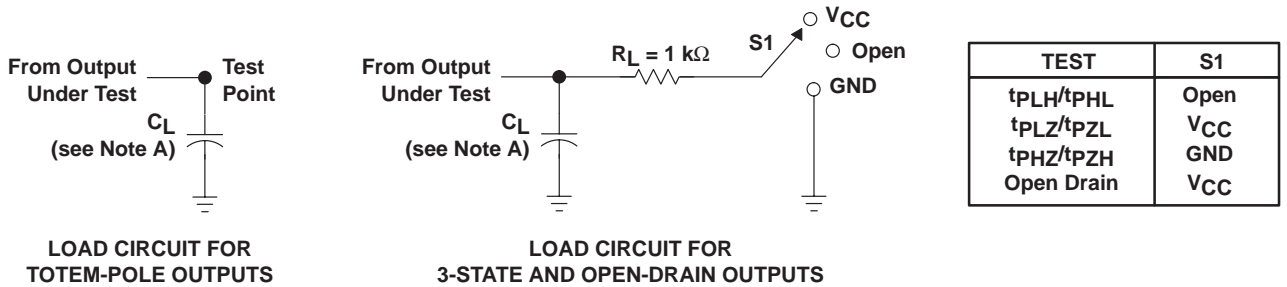 From Output
Under Test
Test
Point
CL
(see Note A)
LOAD CIRCUIT FOR
TOTEM-POLE OUTPUTS
From Output
Under Test
CL
(see Note A)
RL = 1 kΩ
S1
VCC
Open
GND
LOAD CIRCUIT FOR
3-STATE AND OPEN-DRAIN OUTPUTS
TEST S1
tPLH/tPHL Open
tPLZ/tPZL VCC
tPHZ/tPZH GND
Open Drain VCC